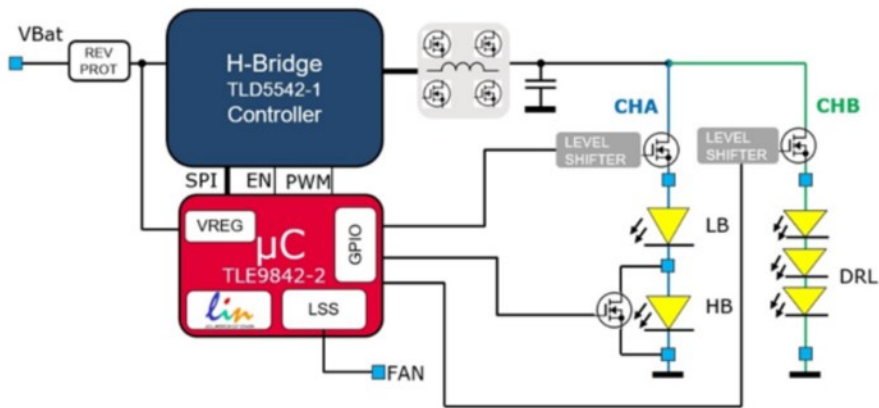 VBat
REV
PROT
H-Bridge
TLD5542-1
Controller
CHA
CHB
LEVEL
SHIFTER
LEVEL
SHIFTER
SPI EN PWM
VREG
µC
TLE9842-2
GPIO
lin
LSS
LB
HB
DRL
FAN